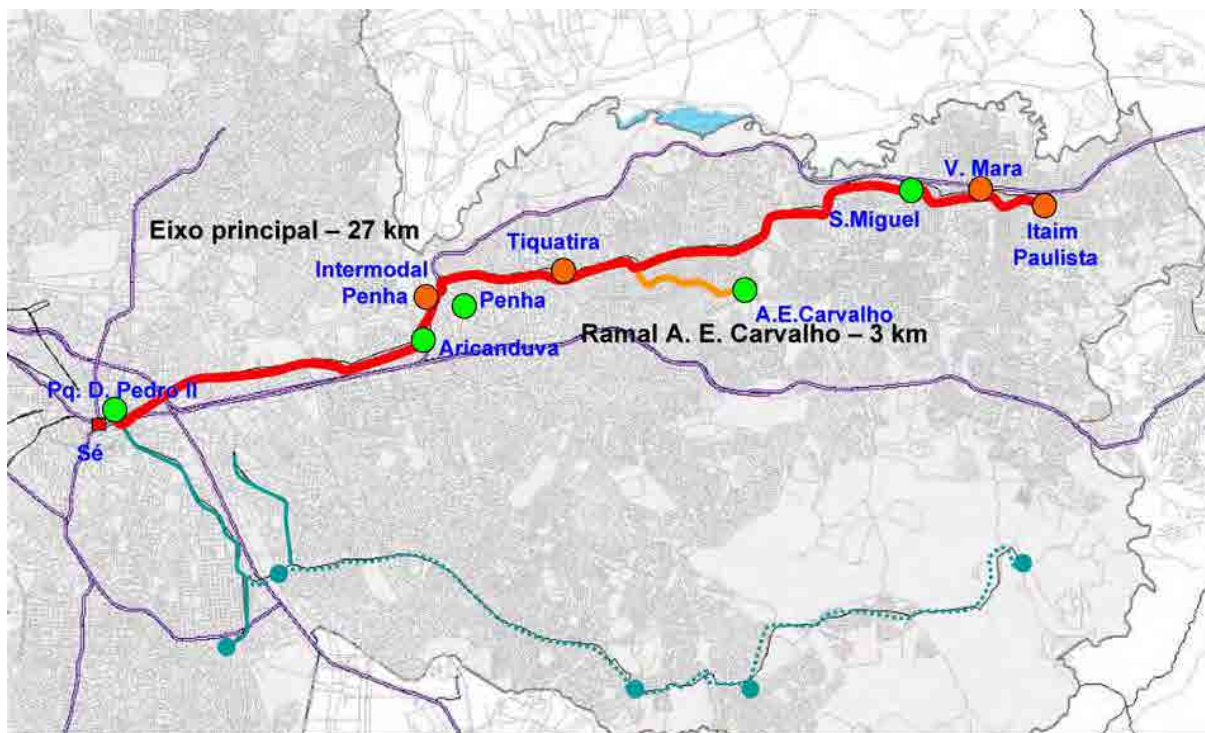 V. Mara
Eixo principal – 27 km
S.Miguel
Tiquatira
Itaim
Paulista
Intermodal
Penha
Penha
A.E.Carvalho
Ramal A. E. Carvalho – 3 km
Aricanduva
Pq. D. Pedro II
Sé